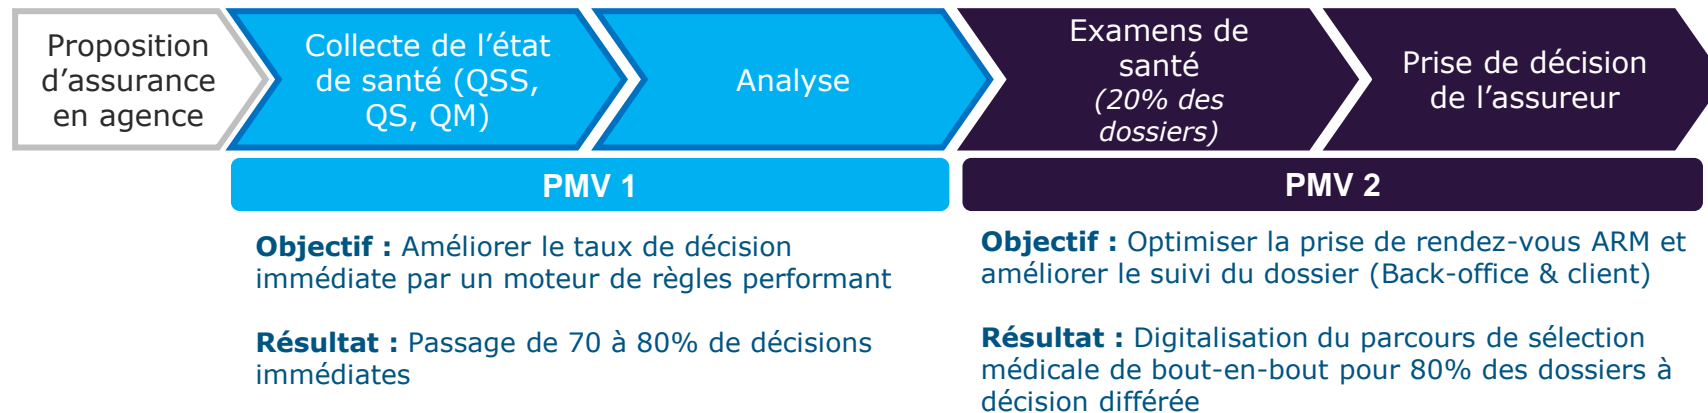 Proposition
d’assurance
en agence
Collecte de l’état
de santé (QSS,
QS, QM)
Analyse
Examens de
santé
(20% des
dossiers)
Prise de décision
de l’assureur
PMV 1
PMV 2
Objectif : Améliorer le taux de décision
immédiate par un moteur de règles performant
Résultat : Passage de 70 à 80% de décisions
immédiates
Objectif : Optimiser la prise de rendez-vous ARM et
améliorer le suivi du dossier (Back-office & client)
Résultat : Digitalisation du parcours de sélection
médicale de bout-en-bout pour 80% des dossiers à
décision différée